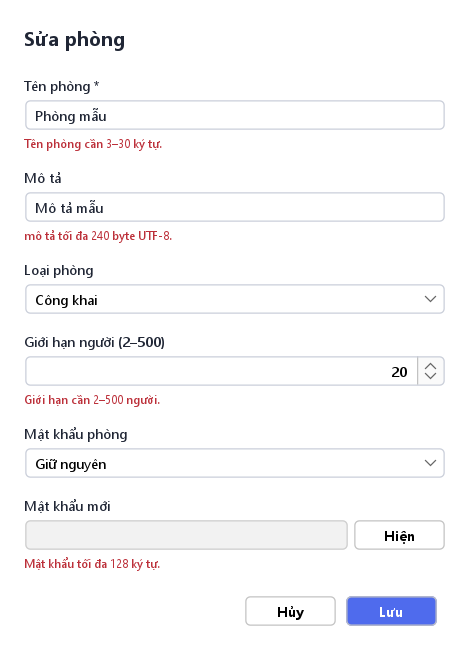 Sửa phòng
Tên phòng *
Phòng mẫu
Tên phòng cần 3–30 ký tự.
Mô tả
Mô tả mẫu
mô tả tối đa 240 byte UTF-8.
Loại phòng
Công khai
Giới hạn người (2–500)
20
Giới hạn cần 2–500 người.
Mật khẩu phòng
Giữ nguyên
Mật khẩu mới
Hiện
Mật khẩu tối đa 128 ký tự.
Hủy Lưu